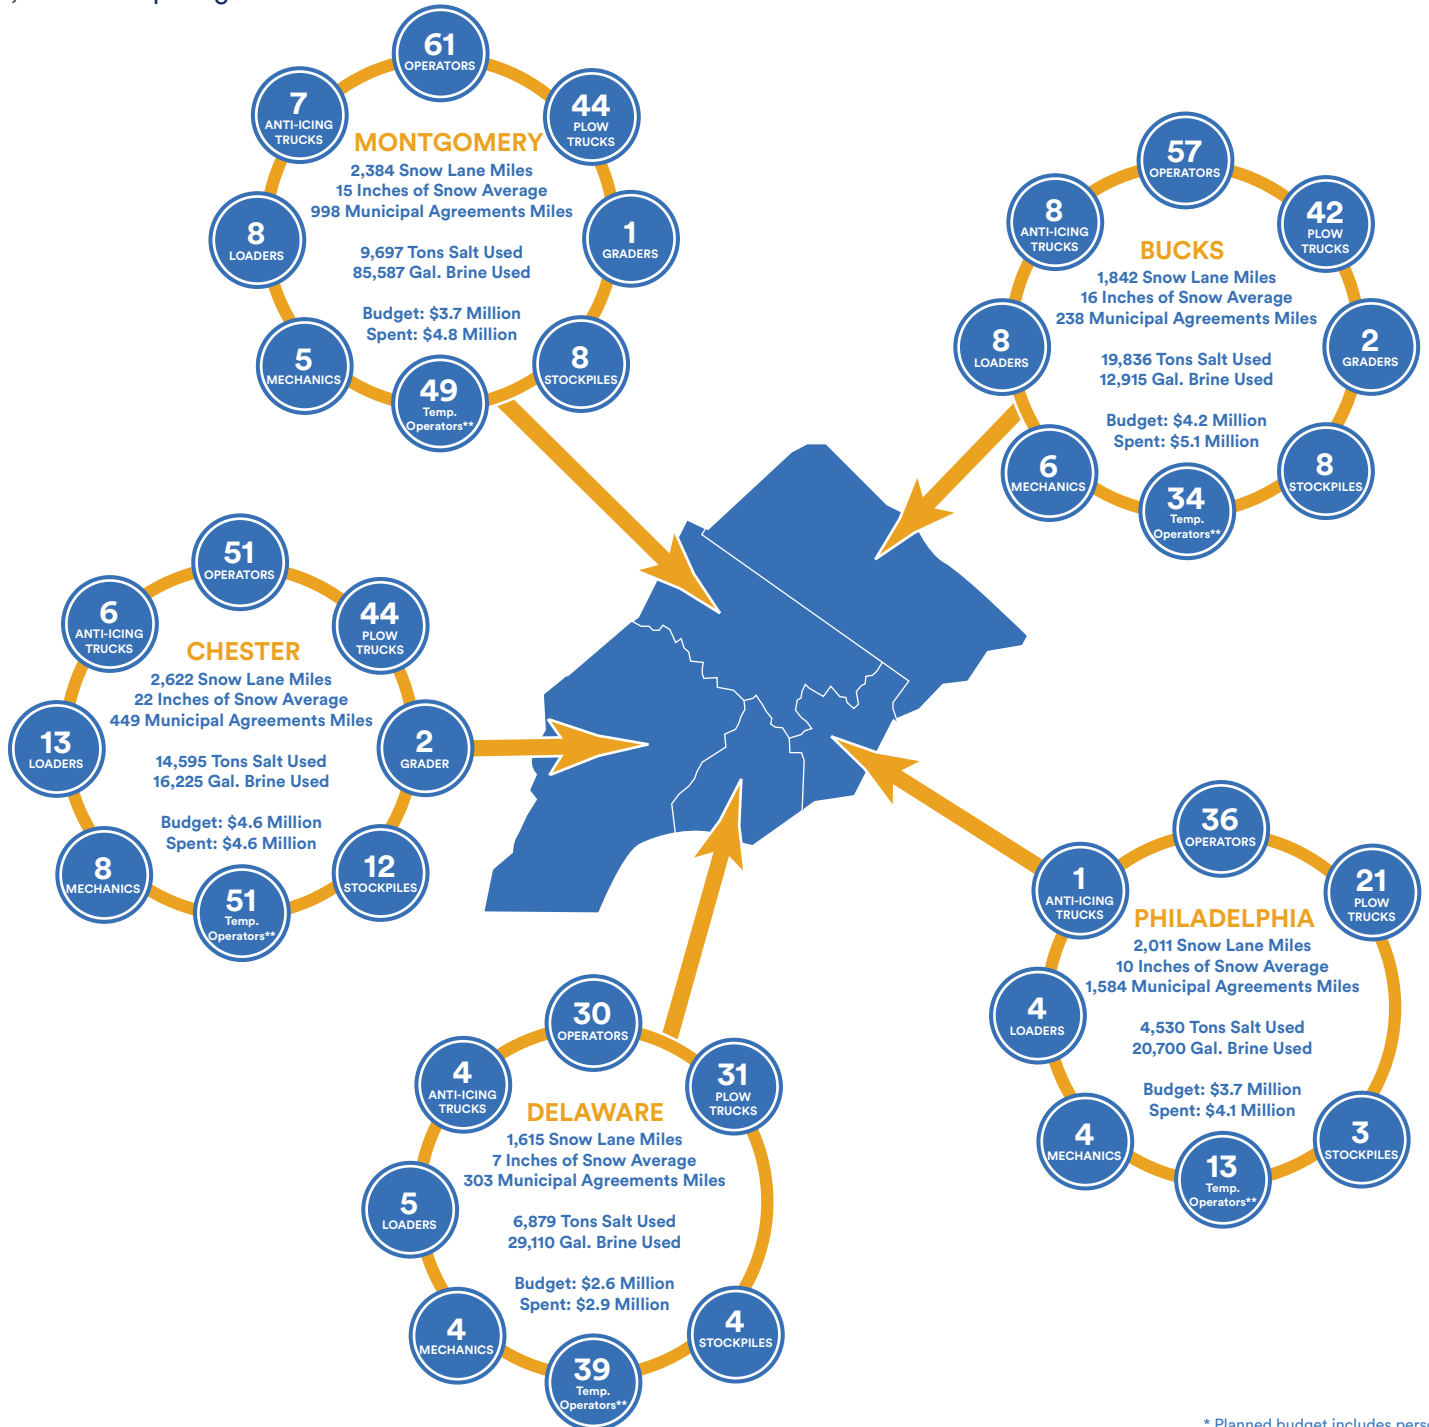 61
OPERATORS
7
ANTI-ICING
TRUCKS
44
PLOW
TRUCKS
MONTGOMERY
2,384 Snow Lane Miles
15 Inches of Snow Average
998 Municipal Agreements Miles
9,697 Tons Salt Used
85,587 Gal. Brine Used
Budget: $3.7 Million
Spent: $4.8 Million
8
LOADERS
1
GRADERS
5
MECHANICS
8
STOCKPILES
49
Temp.
Operators**
57
OPERATORS
8
ANTI-ICING
TRUCKS
42
PLOW
TRUCKS
BUCKS
1,842 Snow Lane Miles
16 Inches of Snow Average
238 Municipal Agreements Miles
19,836 Tons Salt Used
12,915 Gal. Brine Used
Budget: $4.2 Million
Spent: $5.1 Million
8
LOADERS
2
GRADERS
6
MECHANICS
8
STOCKPILES
34
Temp.
Operators**
51
OPERATORS
6
ANTI-ICING
TRUCKS
44
PLOW
TRUCKS
CHESTER
2,622 Snow Lane Miles
22 Inches of Snow Average
449 Municipal Agreements Miles
14,595 Tons Salt Used
16,225 Gal. Brine Used
Budget: $4.6 Million
Spent: $4.6 Million
13
LOADERS
2
GRADER
8
MECHANICS
12
STOCKPILES
51
Temp.
Operators**
36
OPERATORS
1
ANTI-ICING
TRUCKS
21
PLOW
TRUCKS
PHILADELPHIA
2,011 Snow Lane Miles
10 Inches of Snow Average
1,584 Municipal Agreements Miles
4,530 Tons Salt Used
20,700 Gal. Brine Used
Budget: $3.7 Million
Spent: $4.1 Million
4
LOADERS
4
MECHANICS
3
STOCKPILES
13
Temp.
Operators**
30
OPERATORS
4
ANTI-ICING
TRUCKS
31
PLOW
TRUCKS
DELAWARE
1,615 Snow Lane Miles
7 Inches of Snow Average
303 Municipal Agreements Miles
6,879 Tons Salt Used
29,110 Gal. Brine Used
Budget: $2.6 Million
Spent: $2.9 Million
5
LOADERS
4
MECHANICS
4
STOCKPILES
39
Temp.
Operators**
* Planned budget includes